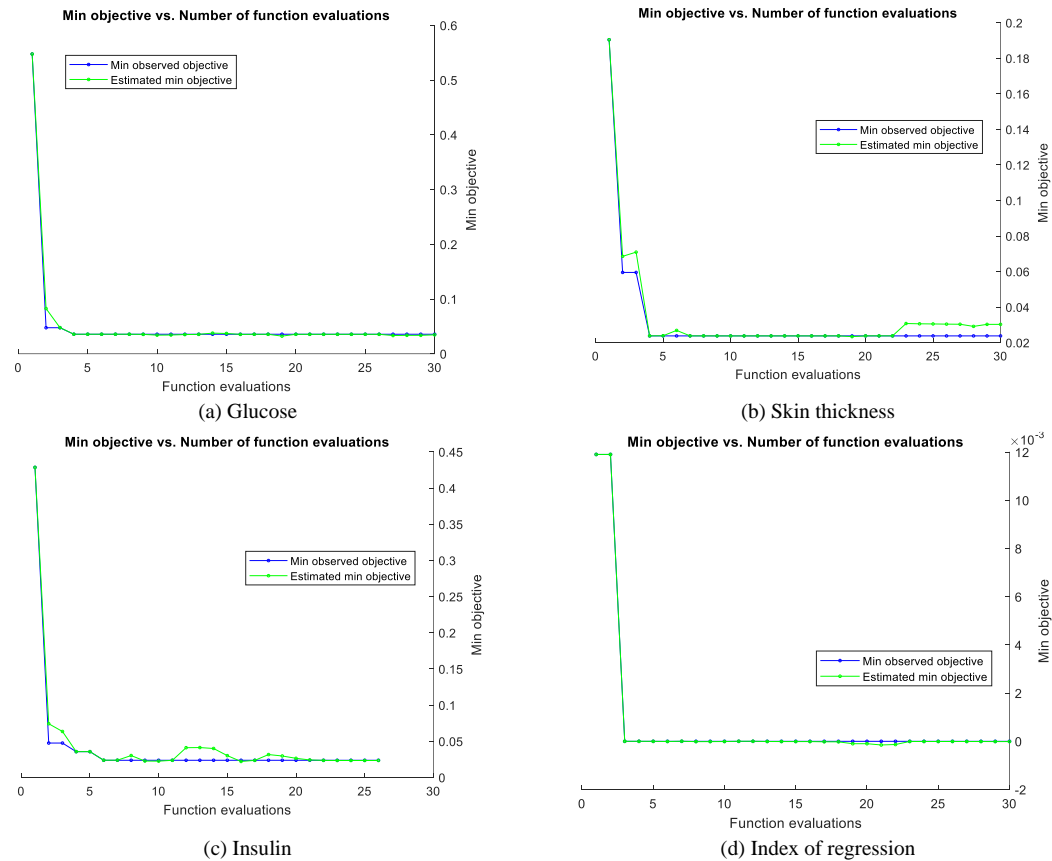 Min objective vs. Number of function evaluations
0.6
0.5
0.4
0.3
0.2
0.1
0
Min objective
Min observed objective
Estimated min objective
0 5 10 15 20 25 30
Function evaluations
(a) Glucose
Min objective vs. Number of function evaluations
0.2
0.18
0.16
0.14
0.12
0.1
0.08
0.06
0.04
0.02
Min objective
Min observed objective
Estimated min objective
0 5 10 15 20 25 30
Function evaluations
(b) Skin thickness
Min objective vs. Number of function evaluations
0.45
0.4
0.35
0.3
0.25
0.2
0.15
0.1
0.05
0
Min objective
Min observed objective
Estimated min objective
0 5 10 15 20 25 30
Function evaluations
(c) Insulin
Min objective vs. Number of function evaluations
×10⁻³
12
10
8
6
4
2
0
-2
Min objective
Min observed objective
Estimated min objective
0 5 10 15 20 25 30
Function evaluations
(d) Index of regression